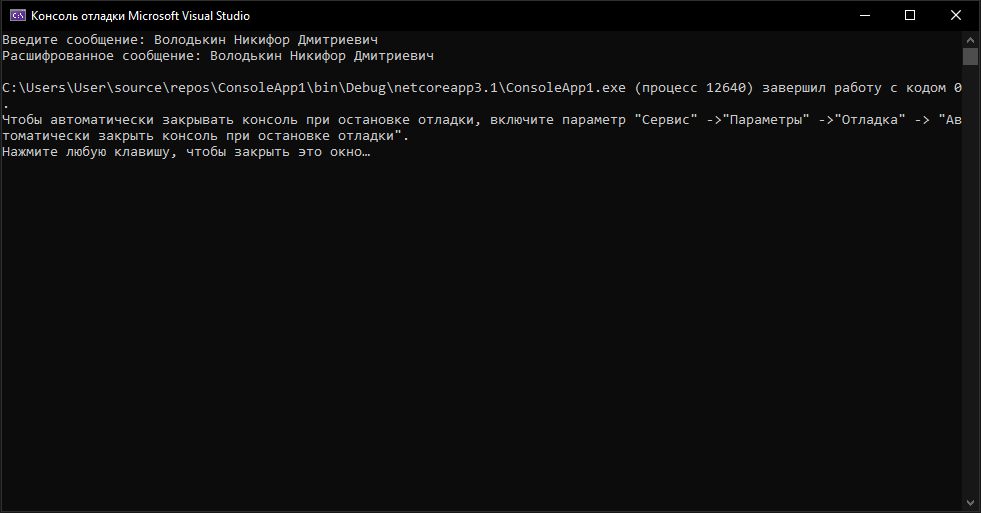 Консоль отладки Microsoft Visual Studio
Введите сообщение: Володькин Никифор Дмитриевич
Расшифрованное сообщение: Володькин Никифор Дмитриевич
C:\Users\User\source\repos\ConsoleApp1\bin\Debug\netcoreapp3.1\ConsoleApp1.exe (процесс 12640) завершил работу с кодом 0
.
Чтобы автоматически закрывать консоль при остановке отладки, включите параметр "Сервис" ->"Параметры" ->"Отладка" -> "Ав
томатически закрыть консоль при остановке отладки".
Нажмите любую клавишу, чтобы закрыть это окно…